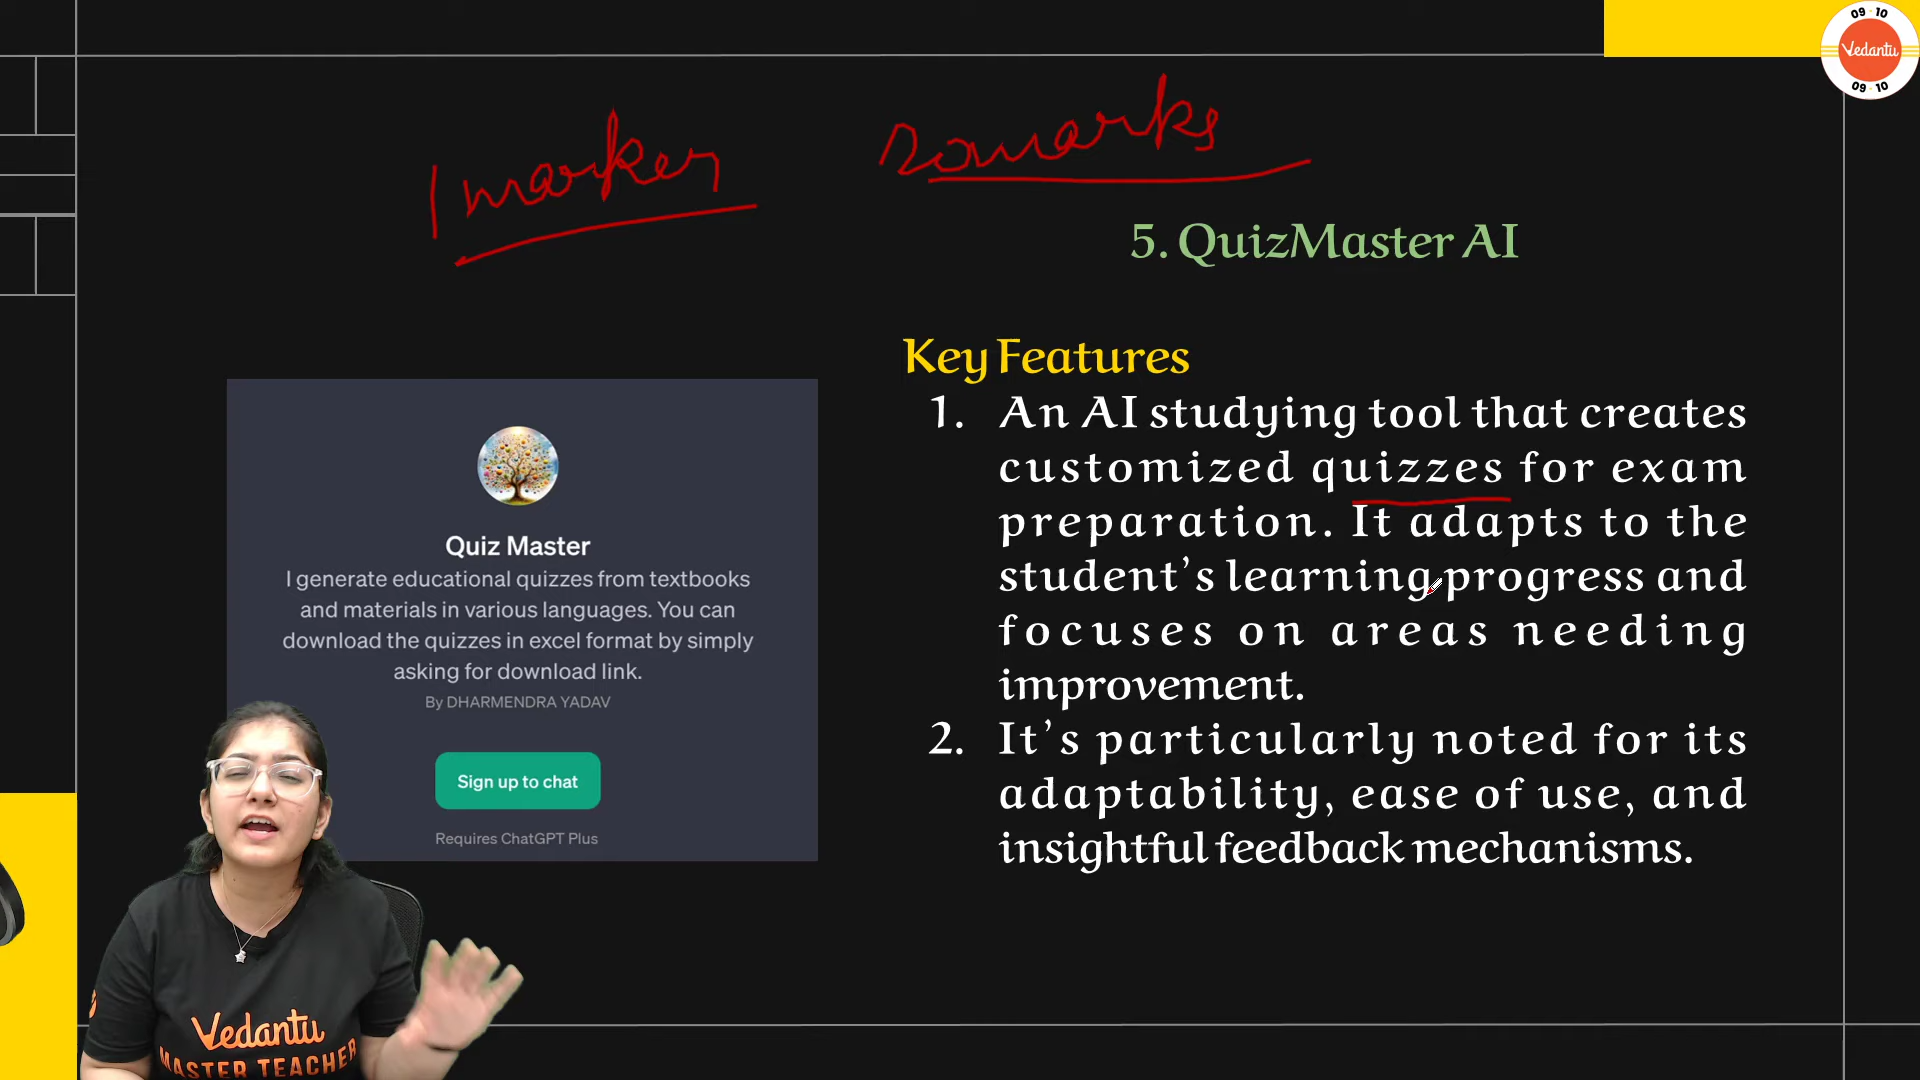 09 - 10
Vedantu
09 - 10
1 marker
20 marks
5. QuizMaster AI
Key Features
1. An AI studying tool that creates
customized quizzes for exam
preparation. It adapts to the
student's learning progress and
focuses on areas needing
improvement.
2. It's particularly noted for its
adaptability, ease of use, and
insightful feedback mechanisms.
Quiz Master
I generate educational quizzes from textbooks
and materials in various languages. You can
download the quizzes in excel format by simply
asking for download link.
By DHARMENDRA YADAV
Sign up to chat
Requires ChatGPT Plus
Vedantu
MASTER TEACHER